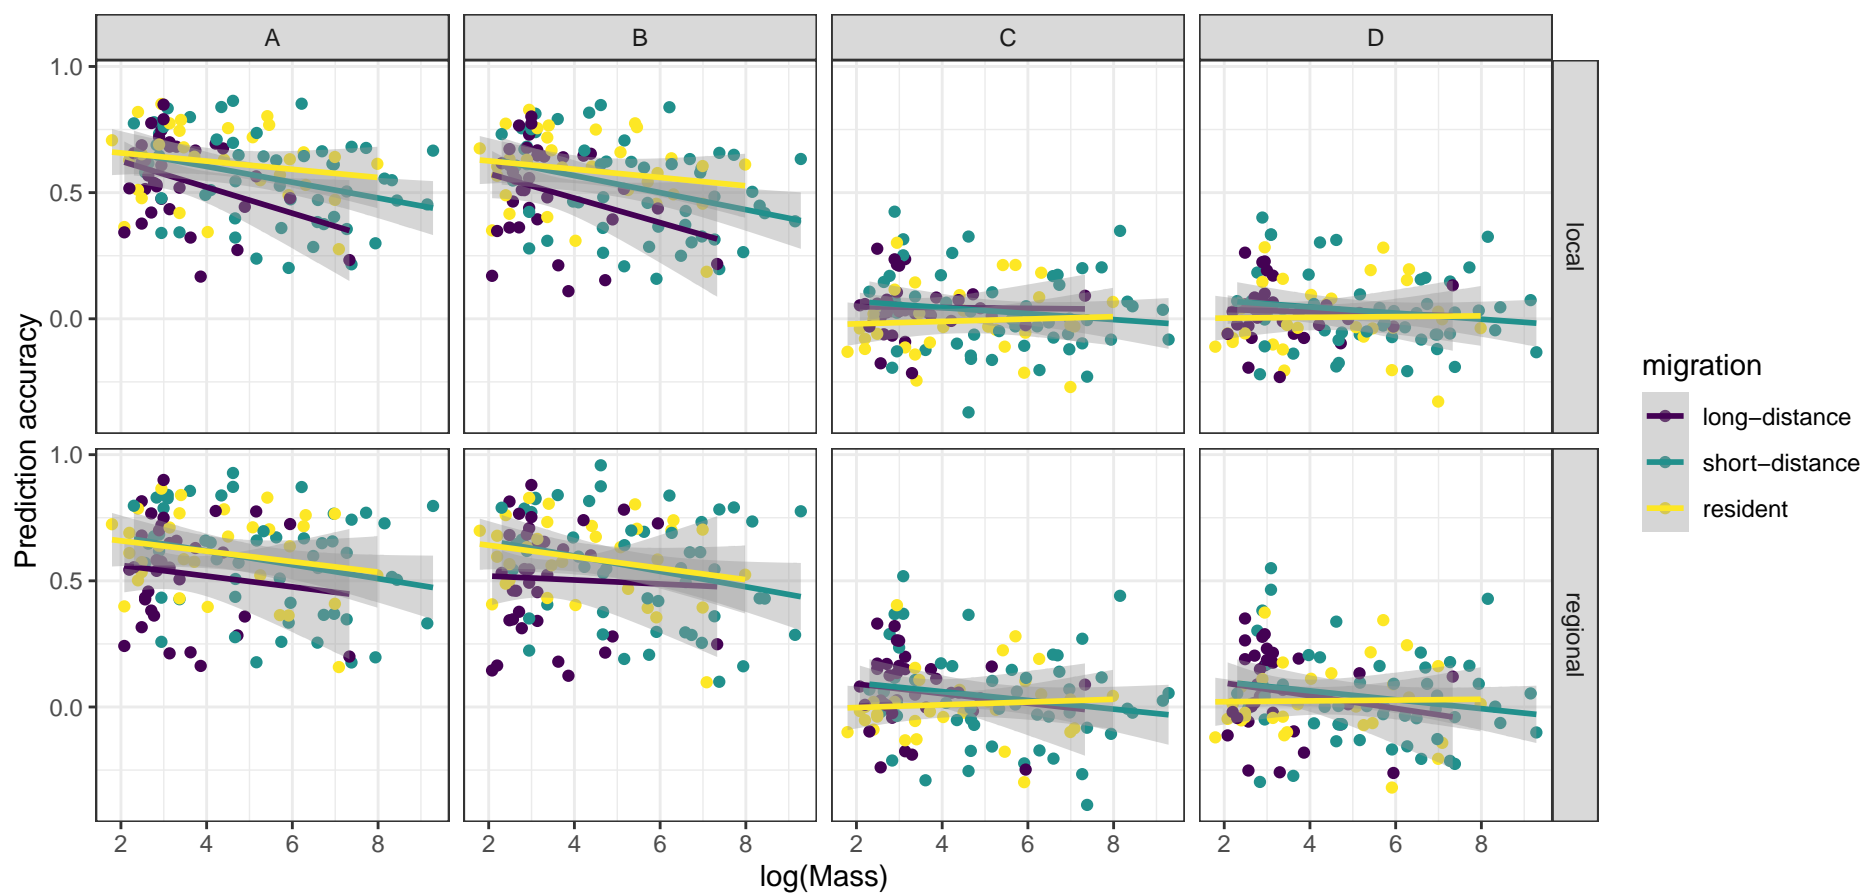 A B C D
1.0
0.5
0.0
local
1.0
0.5
0.0
regional
2 4 6 8 2 4 6 8 2 4 6 8 2 4 6 8
log(Mass)
Prediction accuracy
migration
long−distance
short−distance
resident